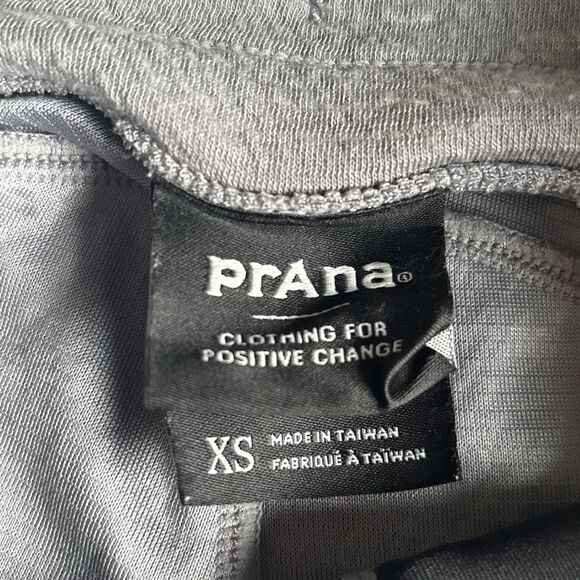 prAna®
CLOTHING FOR
POSITIVE CHANGE
XS
MADE IN TAIWAN
FABRIQUÉ À TAÏWAN